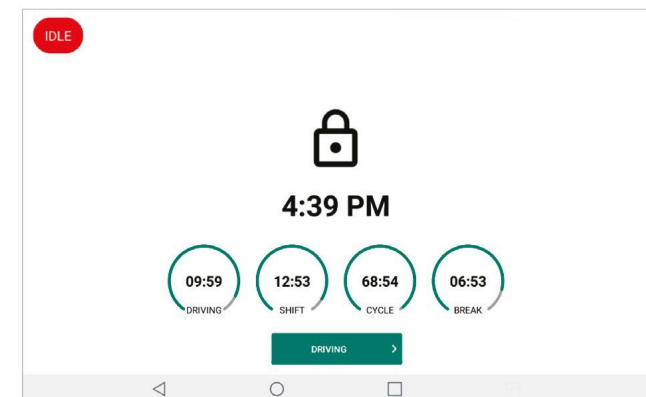 IDLE
4:39 PM
09:59 12:53 68:54 06:53
DRIVING SHIFT CYCLE BREAK
DRIVING